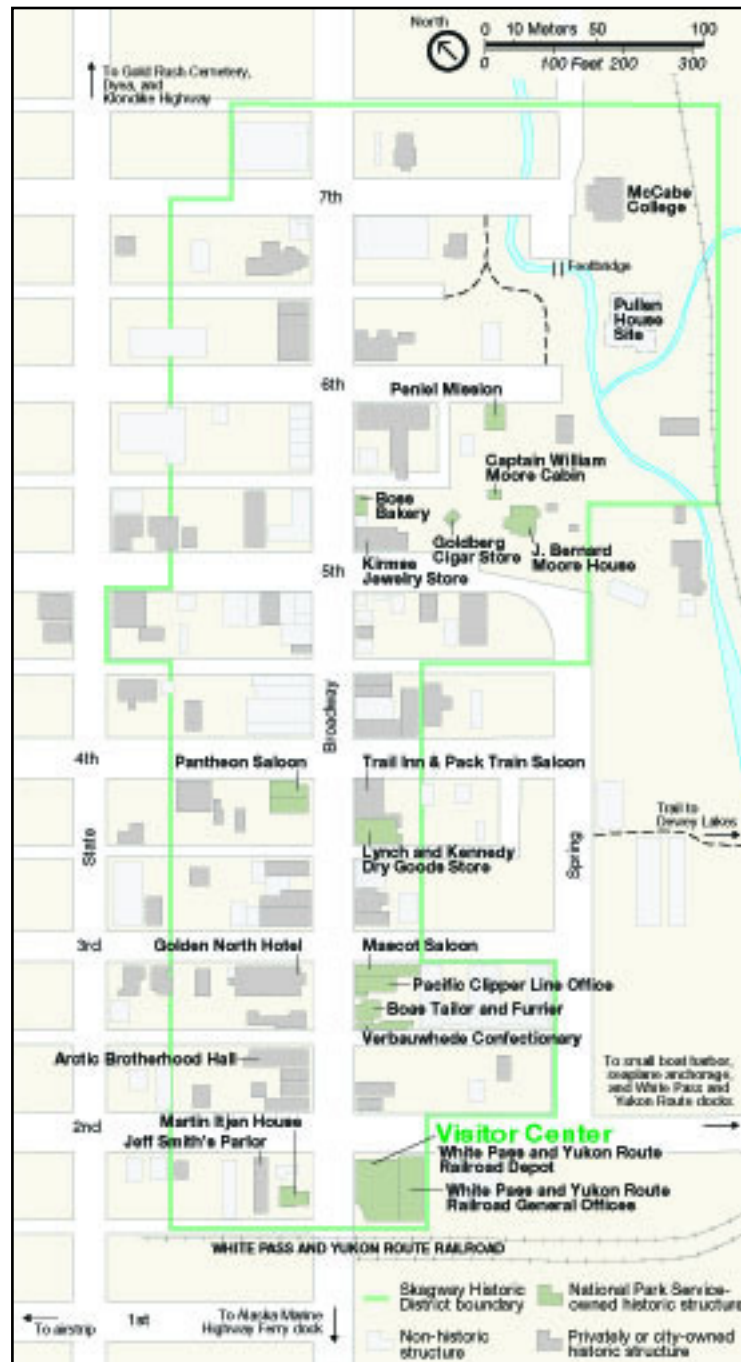 North
0 10 Meters 50 100
0 100 Feet 200 300
To Gold Rush Cemetery,
Dyea, and
Klondike Highway
McCabe
College
7th
Footbridge
Pullen
House
Site
6th
Peniel Mission
Captain William
Moore Cabin
Boss
Bakery
Goldberg
Cigar Store
J. Bernard
Moore House
Kirmse
Jewelry Store
5th
Broadway
4th
Pantheon Saloon
Trail Inn & Pack Train Saloon
Trail to
Dewey Lakes
State
Spring
Lynch and Kennedy
Dry Goods Store
3rd
Golden North Hotel
Mascot Saloon
Pacific Clipper Line Office
Boas Tailor and Furrier
Verbauwhede Confectionary
Arctic Brotherhood Hall
To small boat harbor,
seaplane anchorage,
and White Pass and
Yukon Route docks
2nd
Martin Itjen House
Jeff Smith's Parlor
Visitor Center
White Pass and Yukon Route
Railroad Depot
White Pass and Yukon Route
Railroad General Offices
WHITE PASS AND YUKON ROUTE RAILROAD
To airstrip
1st
To Alaska Marine
Highway Ferry dock
Skagway Historic
District boundary
National Park Service-
owned historic structure
Non-historic
structure
Privately or city-owned
historic structure